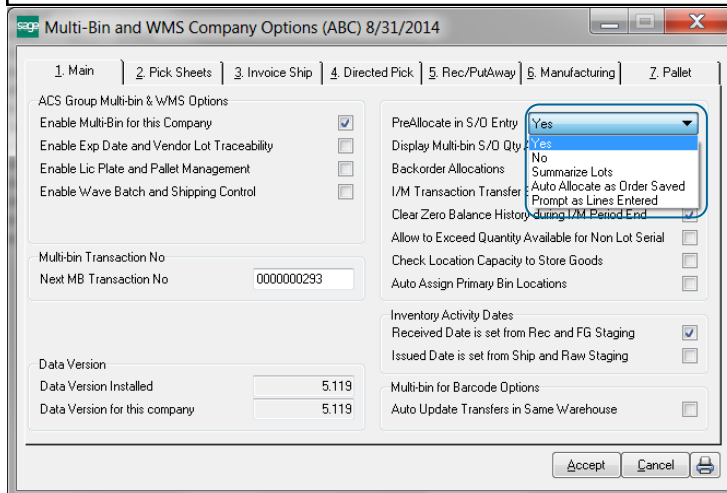 sage Multi-Bin and WMS Company Options (ABC) 8/31/2014
1. Main 2. Pick Sheets 3. Invoice Ship 4. Directed Pick 5. Rec/PutAway 6. Manufacturing 7. Pallet
ACS Group Multi-bin & WMS Options
Enable Multi-Bin for this Company
Enable Exp Date and Vendor Lot Traceability
Enable Lic Plate and Pallet Management
Enable Wave Batch and Shipping Control
Multi-bin Transaction No
Next MB Transaction No 0000000293
Data Version
Data Version Installed 5.119
Data Version for this company 5.119
PreAllocate in S/O Entry Yes
Yes
No
Summarize Lots
Auto Allocate as Order Saved
Prompt as Lines Entered
Display Multi-bin S/O Qty
Backorder Allocations
I/M Transaction Transfer
Clear Zero Balance History during I/M Period End
Allow to Exceed Quantity Available for Non Lot Serial
Check Location Capacity to Store Goods
Auto Assign Primary Bin Locations
Inventory Activity Dates
Received Date is set from Rec and FG Staging
Issued Date is set from Ship and Raw Staging
Multi-bin for Barcode Options
Auto Update Transfers in Same Warehouse
Accept Cancel